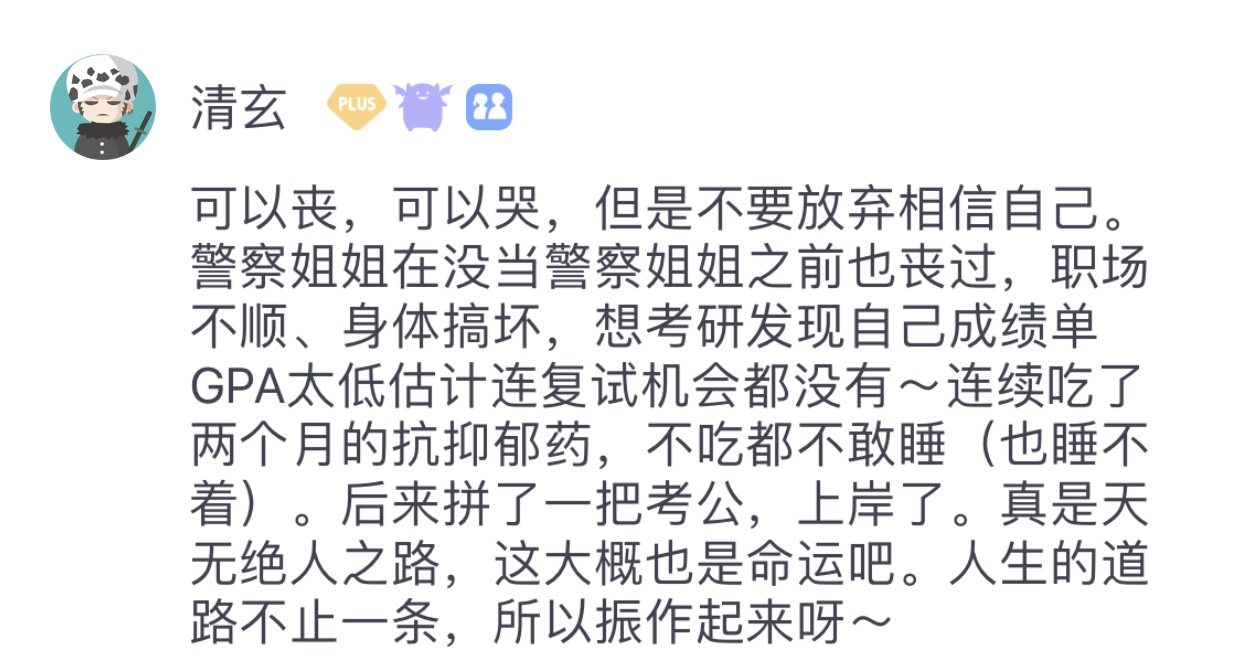 清玄 PLUS
可以丧，可以哭，但是不要放弃相信自己。
警察姐姐在没当警察姐姐之前也丧过，职场
不顺、身体搞坏，想考研发现自己成绩单
GPA太低估计连复试机会都没有～连续吃了
两个月的抗抑郁药，不吃都不敢睡（也睡不
着）。后来拼了一把考公，上岸了。真是天
无绝人之路，这大概也是命运吧。人生的道
路不止一条，所以振作起来呀～